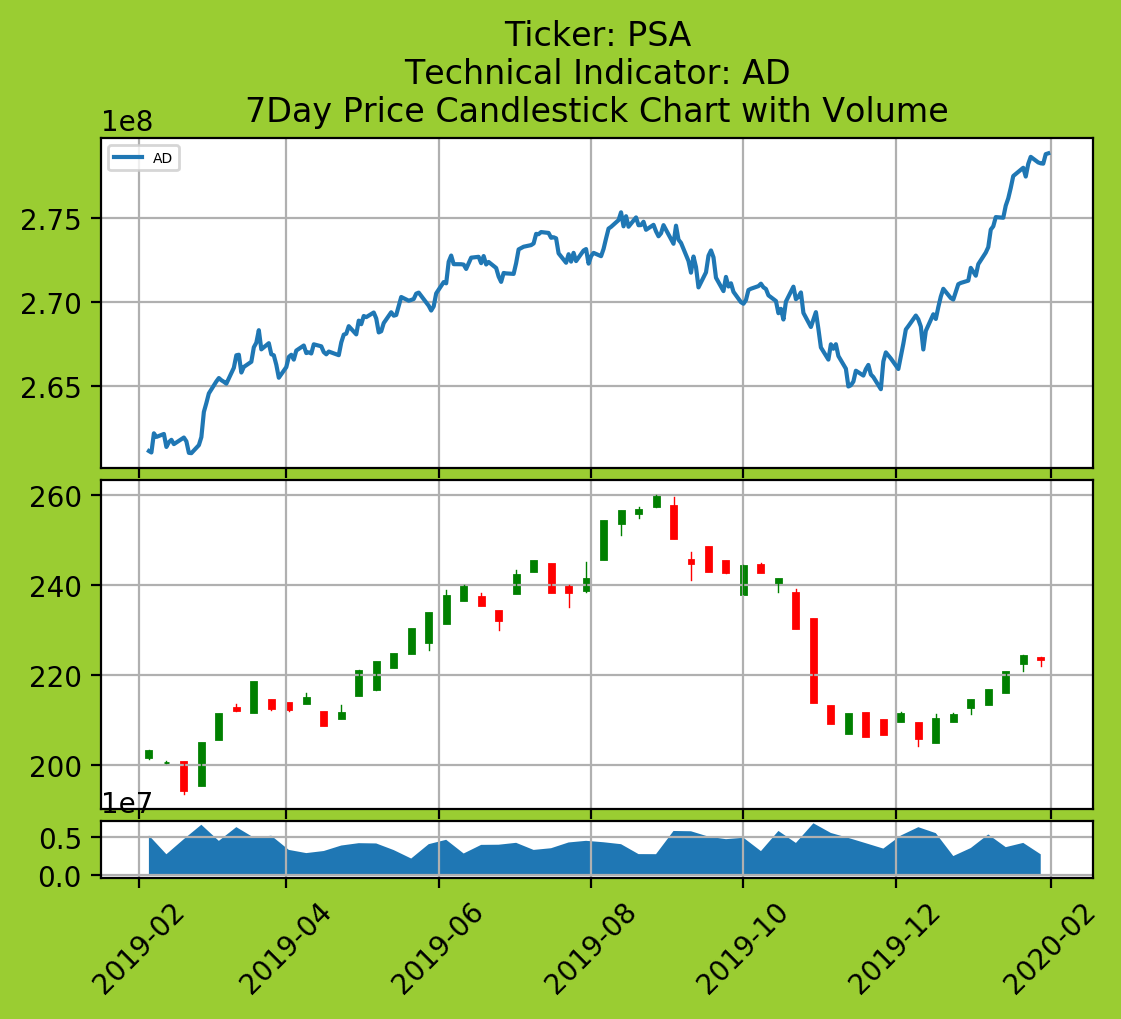 Ticker: PSA
Technical Indicator: AD
7Day Price Candlestick Chart with Volume
1e8
AD
2.75
2.70
2.65
260
240
220
200
1e7
0.5
0.0
2019-02
2019-04
2019-06
2019-08
2019-10
2019-12
2020-02